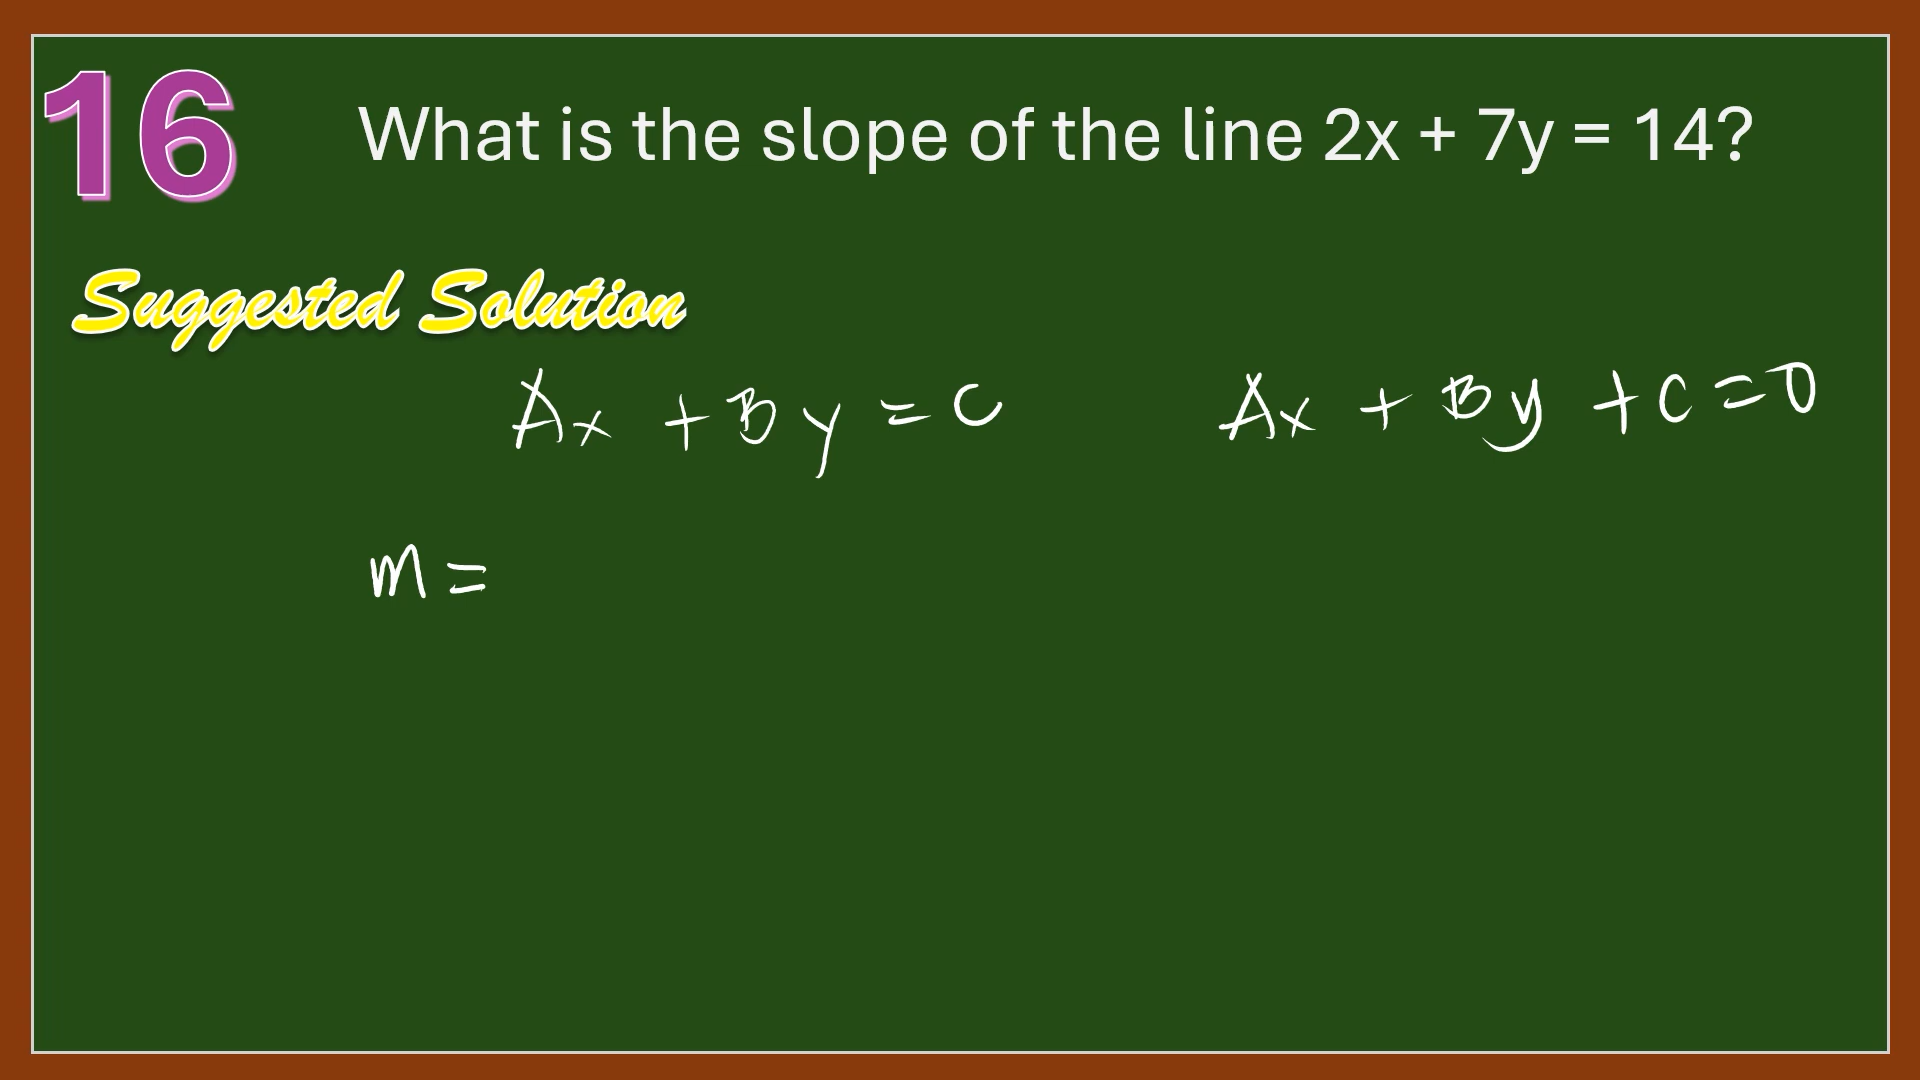 16
What is the slope of the line 2x + 7y = 14?
Suggested Solution
Ax + By = C
Ax + By + C = 0
m =